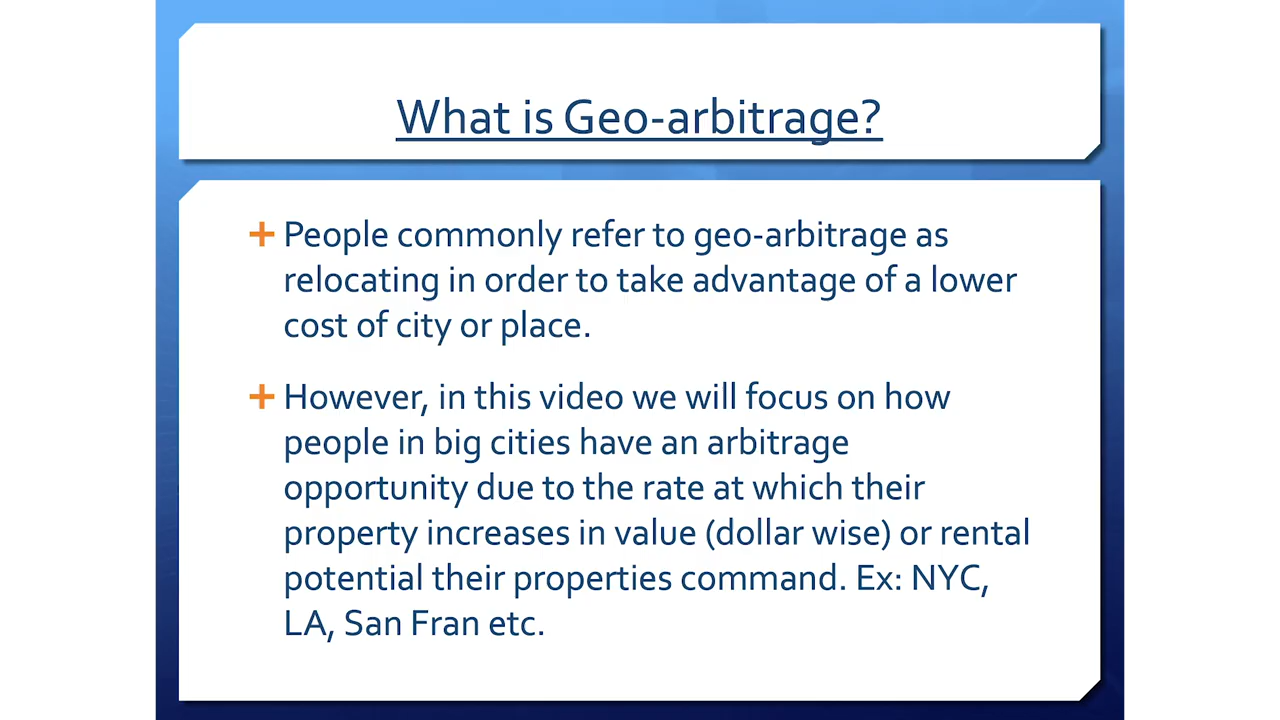 What is Geo-arbitrage?
People commonly refer to geo-arbitrage as
relocating in order to take advantage of a lower
cost of city or place.
However, in this video we will focus on how
people in big cities have an arbitrage
opportunity due to the rate at which their
property increases in value (dollar wise) or rental
potential their properties command. Ex: NYC,
LA, San Fran etc.